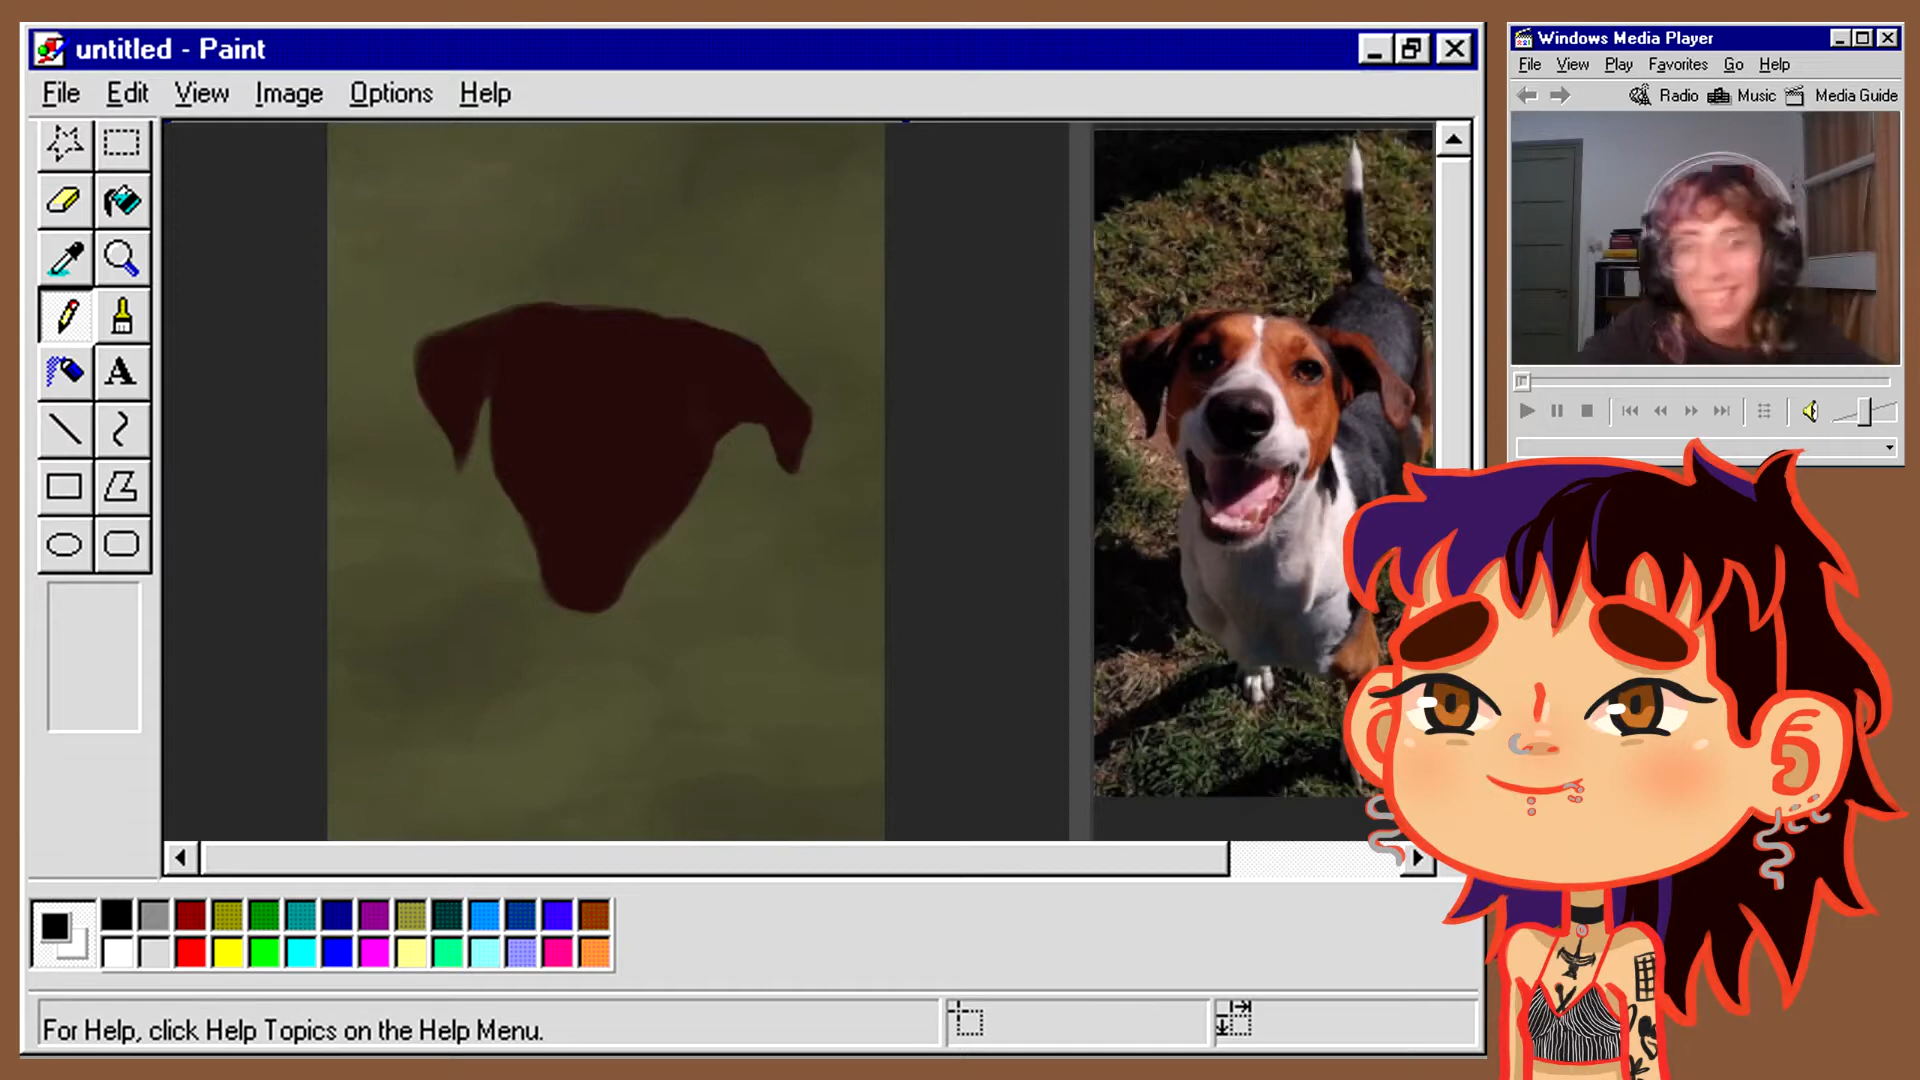 untitled - Paint
File Edit View Image Options Help
A
For Help, click Help Topics on the Help Menu.
Windows Media Player
File View Play Favorites Go Help
Radio Music Media Guide